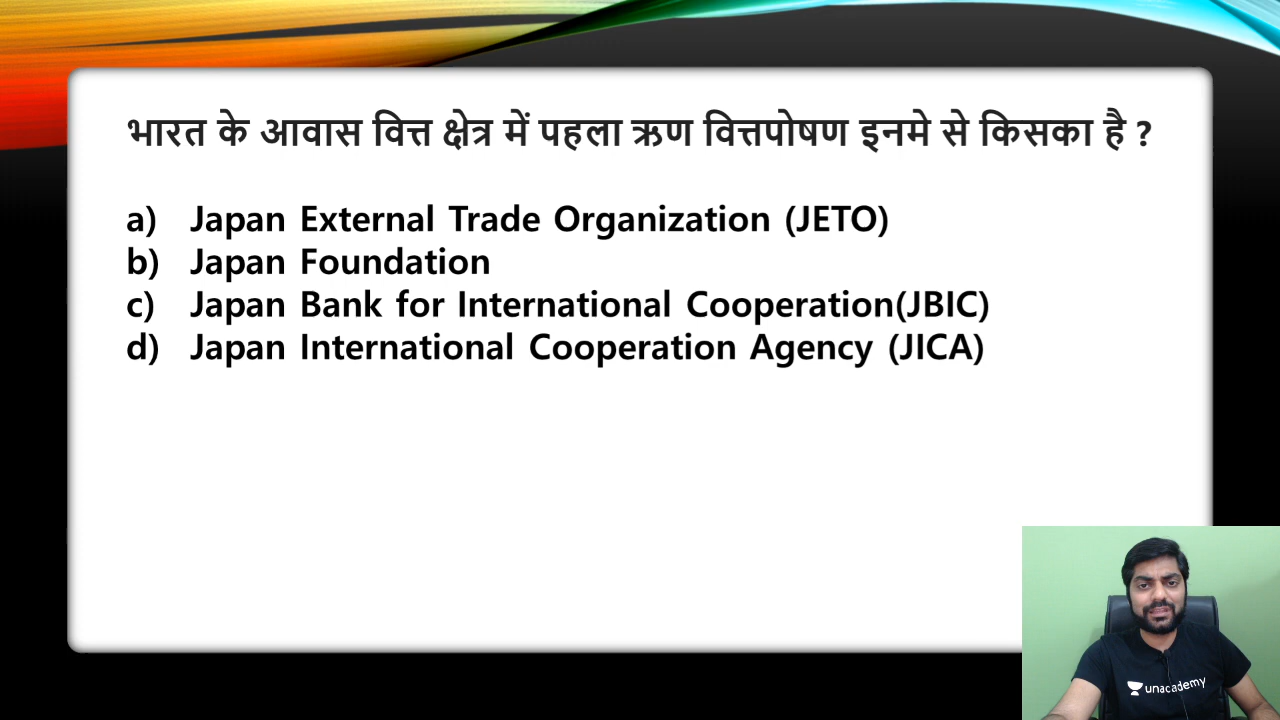 भारत के आवास वित्त क्षेत्र में पहला ऋण वित्तपोषण इनमे से किसका है ?
a) Japan External Trade Organization (JETO)
b) Japan Foundation
c) Japan Bank for International Cooperation(JBIC)
d) Japan International Cooperation Agency (JICA)
unacademy